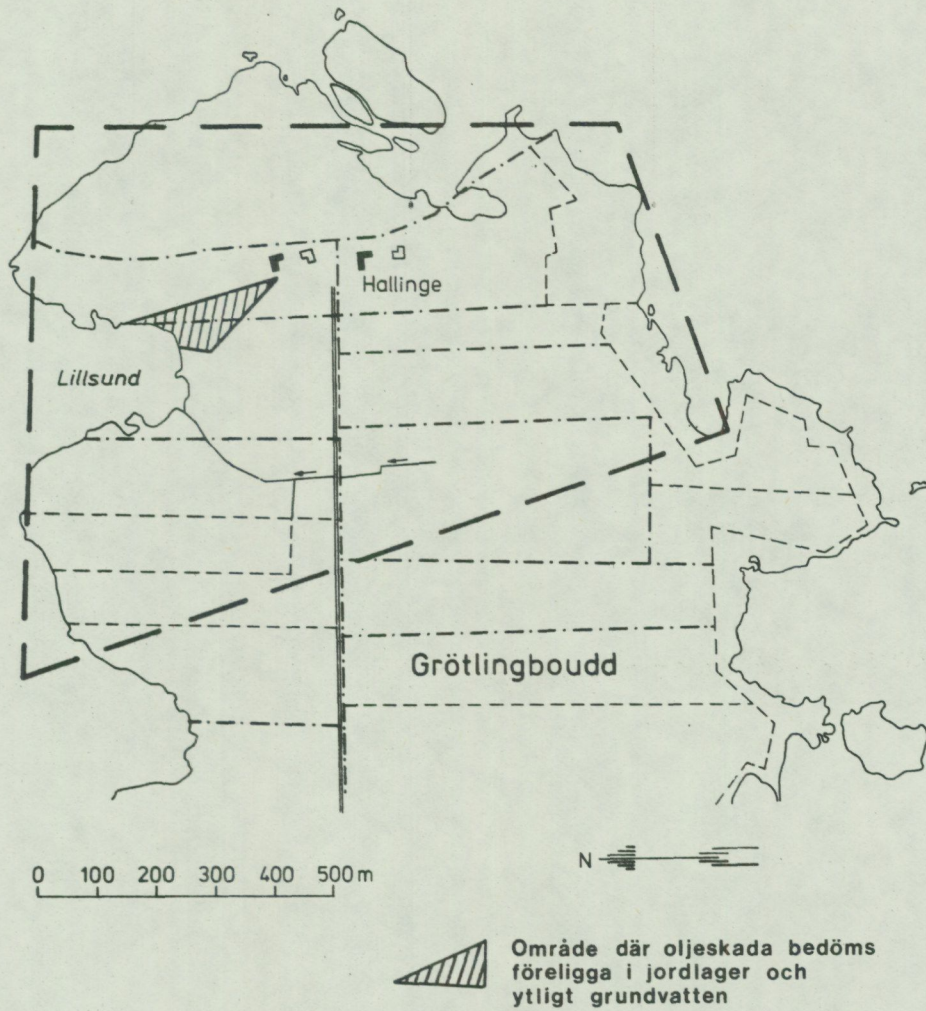 Hallinge
Lillsund
Grötlingboudd
0 100 200 300 400 500 m
N
Område där oljeskada bedöms
föreligga i jordlager och
ytligt grundvatten